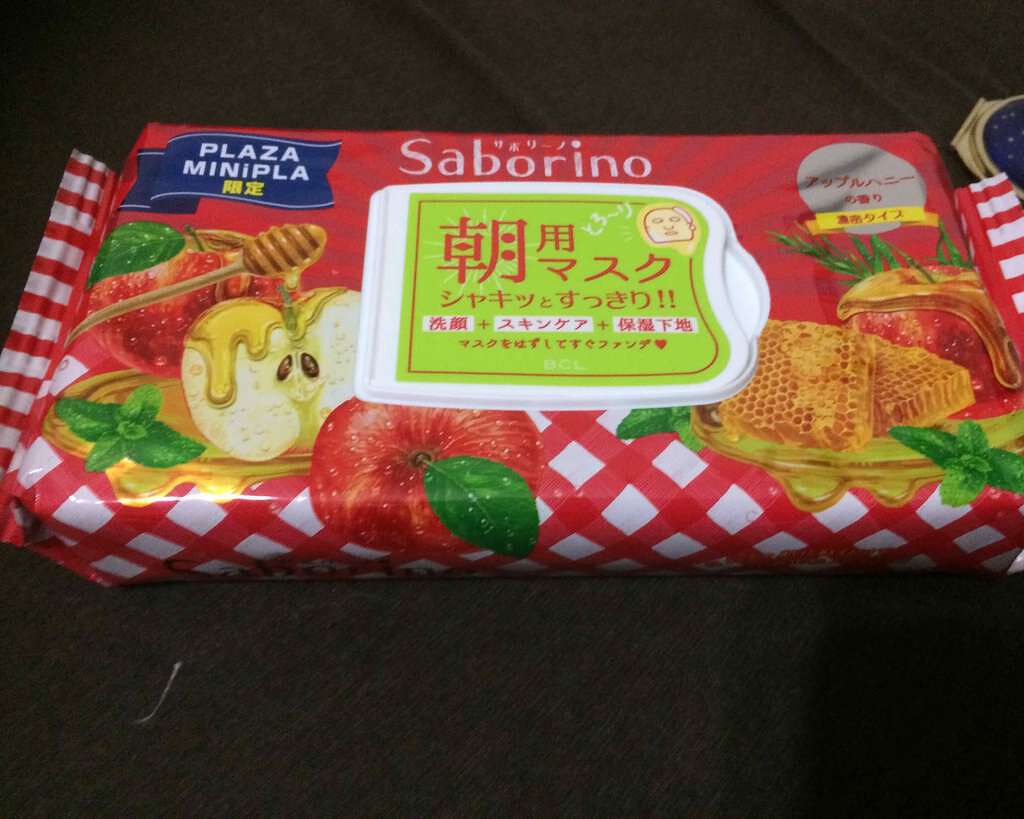 PLAZA
MINiPLA
限定
サボリーノ
Saborino
アップルハニー
の香り
濃密タイプ
とろ〜り
朝用
マスク
シャキッとすっきり!!
洗顔 + スキンケア + 保湿下地
マスクをはずしてすぐファンデ♥
BCL